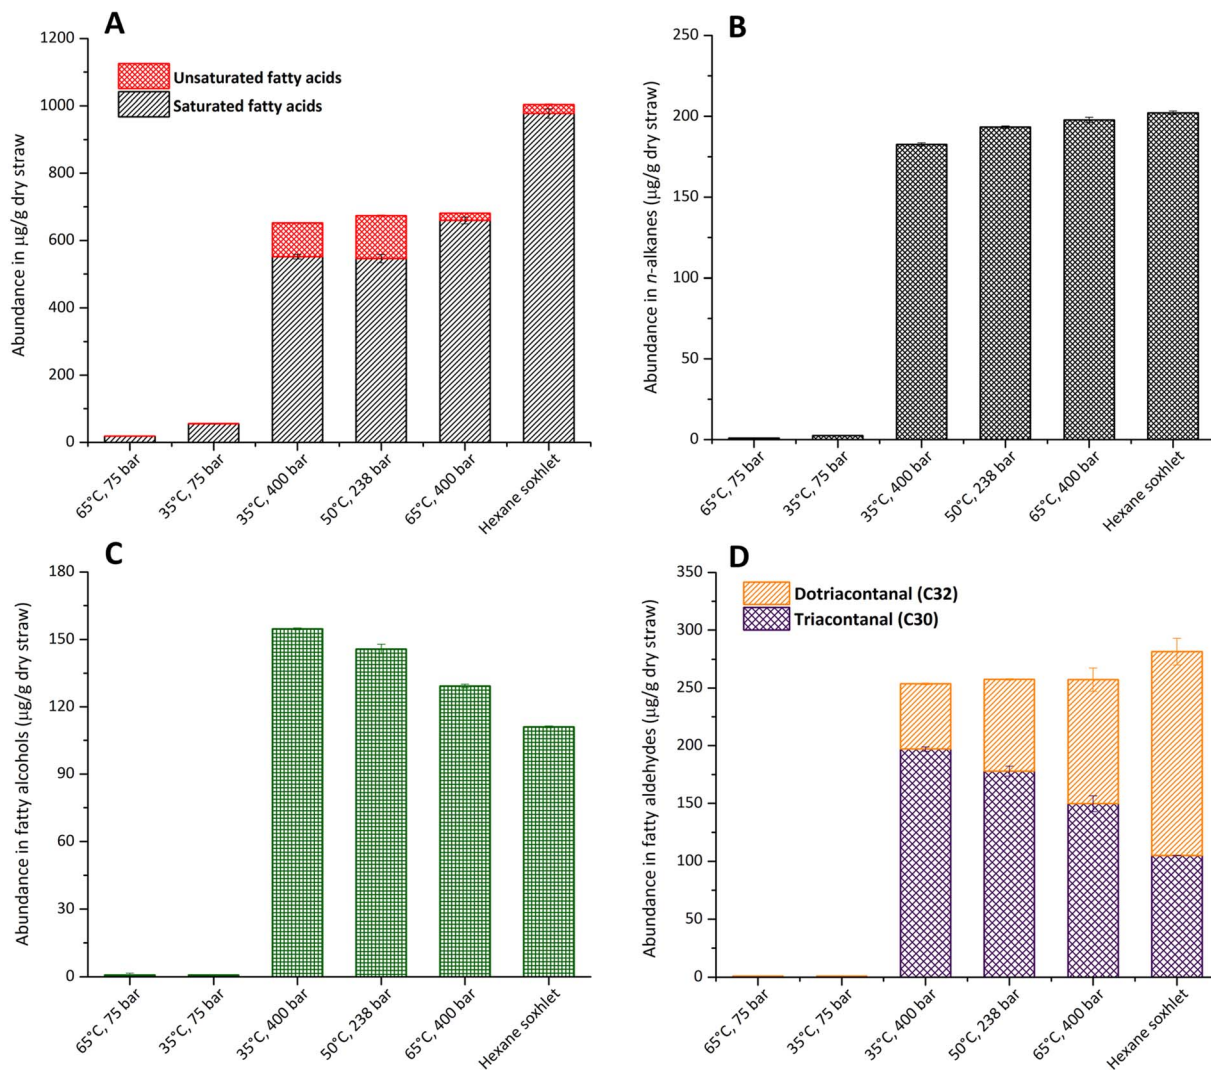 A
Abundance in µg/g dry straw
1200
1000
800
600
400
200
0
Unsaturated fatty acids
Saturated fatty acids
65°C, 75 bar
35°C, 75 bar
35°C, 400 bar
50°C, 238 bar
65°C, 400 bar
Hexane soxhlet
B
Abundance in n-alkanes (µg/g dry straw)
250
200
150
100
50
0
65°C, 75 bar
35°C, 75 bar
35°C, 400 bar
50°C, 238 bar
65°C, 400 bar
Hexane soxhlet
C
Abundance in fatty alcohols (µg/g dry straw)
180
150
120
90
60
30
0
65°C, 75 bar
35°C, 75 bar
35°C, 400 bar
50°C, 238 bar
65°C, 400 bar
Hexane soxhlet
D
Abundance in fatty aldehydes (µg/g dry straw)
350
300
250
200
150
100
50
0
Dotriacontanal (C32)
Triacontanal (C30)
65°C, 75 bar
35°C, 75 bar
35°C, 400 bar
50°C, 238 bar
65°C, 400 bar
Hexane soxhlet